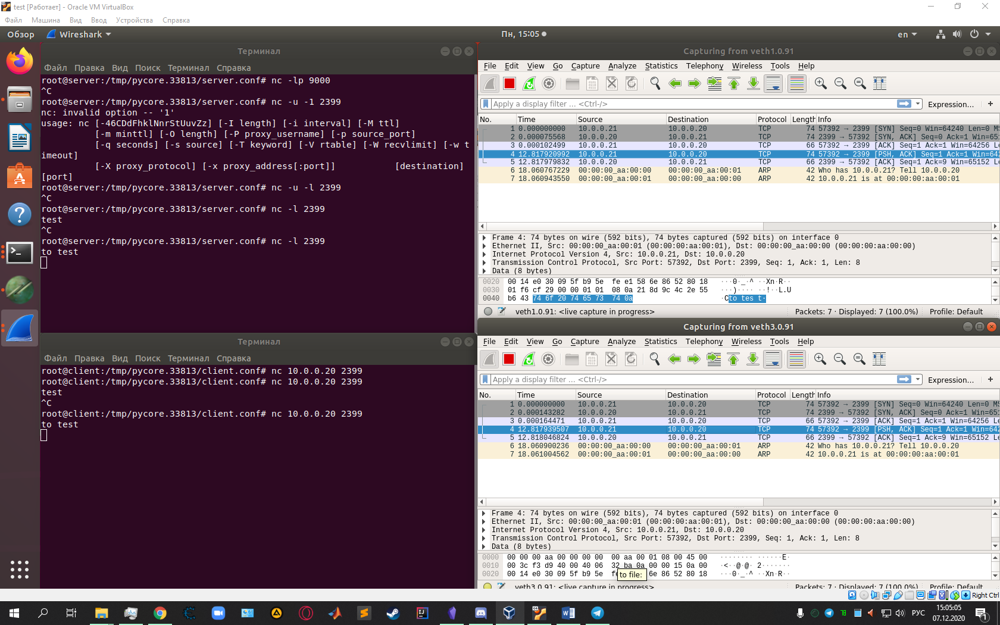 test [Работает] - Oracle VM VirtualBox
Файл Машина Вид Ввод Устройства Справка
Обзор Wireshark Пн, 15:05 en
Терминал
Файл Правка Вид Поиск Терминал Справка
root@server:/tmp/pycore.33813/server.conf# nc -lp 9000
^C
root@server:/tmp/pycore.33813/server.conf# nc -u -1 2399
nc: invalid option -- '1'
usage: nc [-46CDdFhklNnrStUuvZz] [-I length] [-i interval] [-M ttl]
[-m minttl] [-O length] [-P proxy_username] [-p source_port]
[-q seconds] [-s source] [-T keyword] [-V rtable] [-W recvlimit] [-w t
imeout]
[-X proxy_protocol] [-x proxy_address[:port]] [destination]
[port]
root@server:/tmp/pycore.33813/server.conf# nc -u -l 2399
^C
root@server:/tmp/pycore.33813/server.conf# nc -l 2399
test
^C
root@server:/tmp/pycore.33813/server.conf# nc -l 2399
to test
Терминал
Файл Правка Вид Поиск Терминал Справка
root@client:/tmp/pycore.33813/client.conf# nc 10.0.0.20 2399
root@client:/tmp/pycore.33813/client.conf# nc 10.0.0.20 2399
test
^C
root@client:/tmp/pycore.33813/client.conf# nc 10.0.0.20 2399
to test
Capturing from veth1.0.91
File Edit View Go Capture Analyze Statistics Telephony Wireless Tools Help
Apply a display filter ... <Ctrl-/> Expression... +
No. Time Source Destination Protocol Length Info
1 0.000000000 10.0.0.21 10.0.0.20 TCP 74 57392 → 2399 [SYN] Seq=0 Win=64240 Len=0 MS
2 0.000075568 10.0.0.20 10.0.0.21 TCP 74 2399 → 57392 [SYN, ACK] Seq=0 Ack=1 Win=651
3 0.000102499 10.0.0.21 10.0.0.20 TCP 66 57392 → 2399 [ACK] Seq=1 Ack=1 Win=64256 Le
4 12.817920992 10.0.0.21 10.0.0.20 TCP 74 57392 → 2399 [PSH, ACK] Seq=1 Ack=1 Win=642
5 12.817979832 10.0.0.20 10.0.0.21 TCP 66 2399 → 57392 [ACK] Seq=1 Ack=9 Win=65152 Le
6 18.060767229 00:00:00_aa:00:00 00:00:00_aa:00:01 ARP 42 Who has 10.0.0.21? Tell 10.0.0.20
7 18.060943550 00:00:00_aa:00:01 00:00:00_aa:00:00 ARP 42 10.0.0.21 is at 00:00:00:aa:00:01
Frame 4: 74 bytes on wire (592 bits), 74 bytes captured (592 bits) on interface 0
Ethernet II, Src: 00:00:00_aa:00:01 (00:00:00:aa:00:01), Dst: 00:00:00_aa:00:00 (00:00:00:aa:00:00)
Internet Protocol Version 4, Src: 10.0.0.21, Dst: 10.0.0.20
Transmission Control Protocol, Src Port: 57392, Dst Port: 2399, Seq: 1, Ack: 1, Len: 8
Data (8 bytes)
0020 00 14 e0 30 09 5f b9 5e fe e1 58 6e 86 52 80 18 ···0·_·^ ··Xn·R··
0030 01 f6 cf 29 00 00 01 01 08 0a 21 8d 9c 4c 2e 55 ···)···· ··!··L.U
0040 b6 43 74 6f 20 74 65 73 74 0a ·Cto tes t·
veth1.0.91: <live capture in progress> Packets: 7 · Displayed: 7 (100.0%) Profile: Default
Capturing from veth3.0.91
File Edit View Go Capture Analyze Statistics Telephony Wireless Tools Help
Apply a display filter ... <Ctrl-/> Expression... +
No. Time Source Destination Protocol Length Info
1 0.000000000 10.0.0.21 10.0.0.20 TCP 74 57392 → 2399 [SYN] Seq=0 Win=64240 Len=0 MS
2 0.000143282 10.0.0.20 10.0.0.21 TCP 74 2399 → 57392 [SYN, ACK] Seq=0 Ack=1 Win=651
3 0.000164471 10.0.0.21 10.0.0.20 TCP 66 57392 → 2399 [ACK] Seq=1 Ack=1 Win=64256 Le
4 12.817939507 10.0.0.21 10.0.0.20 TCP 74 57392 → 2399 [PSH, ACK] Seq=1 Ack=1 Win=642
5 12.818046824 10.0.0.20 10.0.0.21 TCP 66 2399 → 57392 [ACK] Seq=1 Ack=9 Win=65152 Le
6 18.060900236 00:00:00_aa:00:00 00:00:00_aa:00:01 ARP 42 Who has 10.0.0.21? Tell 10.0.0.20
7 18.061004562 00:00:00_aa:00:01 00:00:00_aa:00:00 ARP 42 10.0.0.21 is at 00:00:00:aa:00:01
Frame 4: 74 bytes on wire (592 bits), 74 bytes captured (592 bits) on interface 0
Ethernet II, Src: 00:00:00_aa:00:01 (00:00:00:aa:00:01), Dst: 00:00:00_aa:00:00 (00:00:00:aa:00:00)
Internet Protocol Version 4, Src: 10.0.0.21, Dst: 10.0.0.20
Transmission Control Protocol, Src Port: 57392, Dst Port: 2399, Seq: 1, Ack: 1, Len: 8
Data (8 bytes)
0000 00 00 00 aa 00 00 00 00 00 aa 00 01 08 00 45 00 ········ ······E·
0010 00 3c f3 d9 40 00 40 06 32 ba 0a 00 00 15 0a 00 ·<··@·@· 2·······
0020 00 14 e0 30 09 5f b9 5e 6e 86 52 80 18 ···0·_·^ ··Xn·R··
to file:
veth3.0.91: <live capture in progress> Packets: 7 · Displayed: 7 (100.0%) Profile: Default
Right Ctrl
РУС 15:05:05
07.12.2020
1